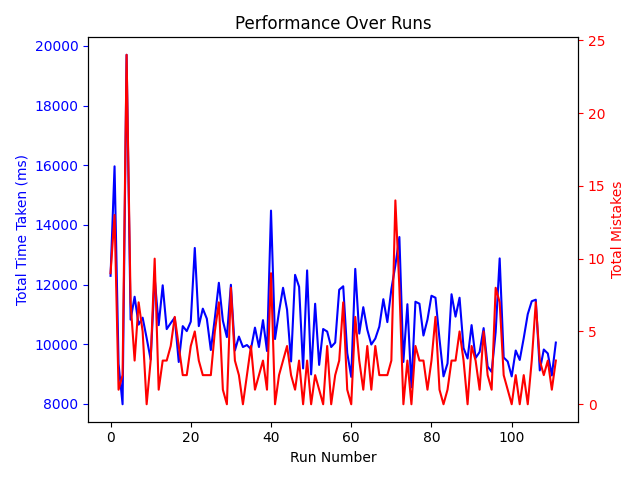 Performance Over Runs
Total Time Taken (ms)
20000
18000
16000
14000
12000
10000
8000
25
20
15
10
5
0
Total Mistakes
0 20 40 60 80 100
Run Number